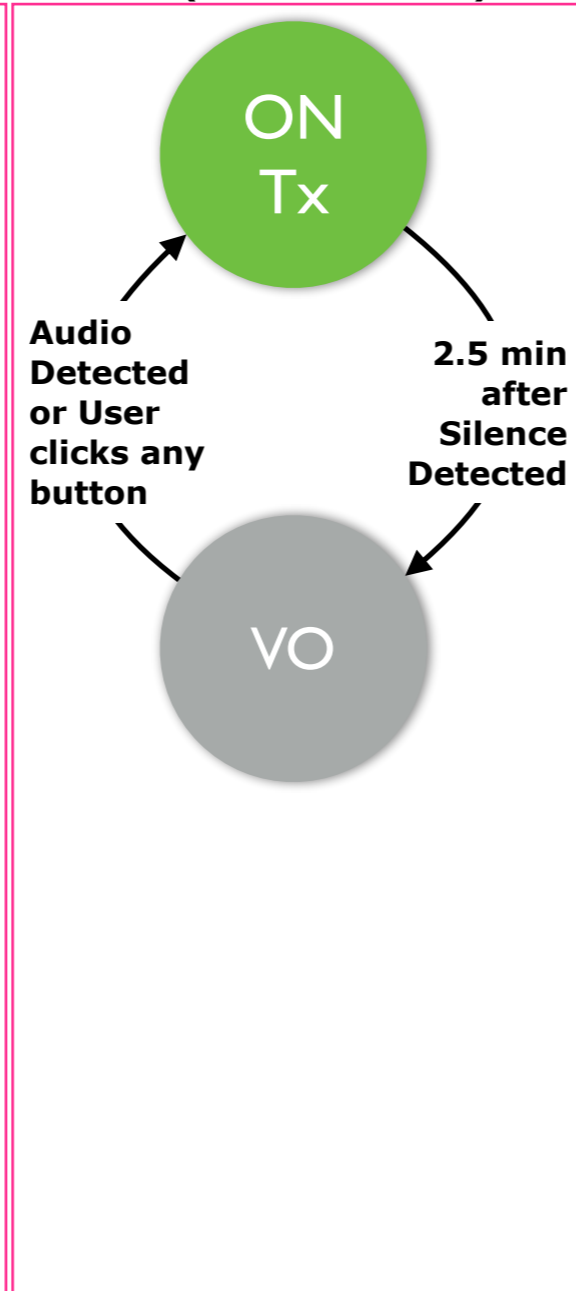 ON
Tx
Audio
Detected
or User
clicks any
button
2.5 min
after
Silence
Detected
VO